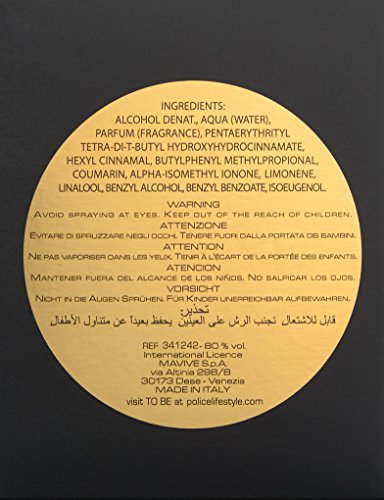 INGREDIENTS:
ALCOHOL DENAT., AQUA (WATER),
PARFUM (FRAGRANCE), PENTAERYTHRITYL
TETRA-DI-T-BUTYL HYDROXYHYDROCINNAMATE,
HEXYL CINNAMAL, BUTYLPHENYL METHYLPROPIONAL,
COUMARIN, ALPHA-ISOMETHYL IONONE, LIMONENE,
LINALOOL, BENZYL ALCOHOL, BENZYL BENZOATE, ISOEUGENOL.
WARNING
AVOID SPRAYING AT EYES. KEEP OUT OF THE REACH OF CHILDREN.
ATTENZIONE
EVITARE DI SPRUZZARE NEGLI OCCHI. TENERE FUORI DALLA PORTATA DEI BAMBINI.
ATTENTION
NE PAS VAPORISER DANS LES YEUX. TENIR À L'ÉCART DE LA PORTÉE DES ENFANTS.
ATENCIÓN
MANTENER FUERA DEL ALCANCE DE LOS NIÑOS. NO SALPICAR LOS OJOS.
VORSICHT
NICHT IN DIE AUGEN SPRÜHEN. FÜR KINDER UNERREICHBAR AUFBEWAHREN.
تحذير:
قابل للاشتعال. تجنب الرش على العينين. يحفظ بعيداً عن متناول الأطفال.
REF 341242 - 80 % vol.
International Licence
MAVIVE S.p.A.
via Altinia 298/B
30173 Dese - Venezia
MADE IN ITALY
visit TO BE at policelifestyle.com